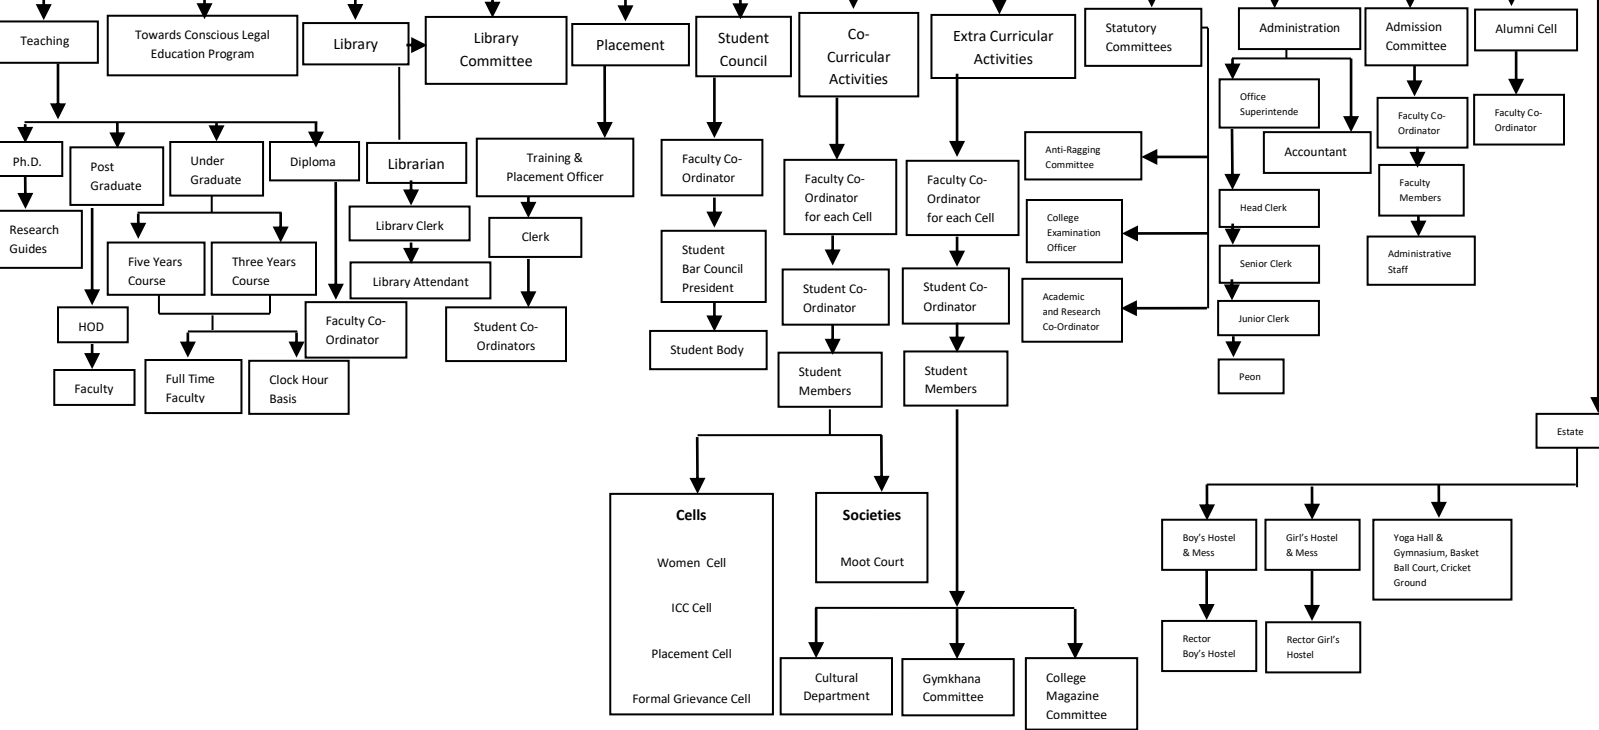 Teaching
Towards Conscious Legal
Education Program
Library
Library
Committee
Placement
Student
Council
Co-
Curricular
Activities
Extra Curricular
Activities
Statutory
Committees
Administration
Admission
Committee
Alumni Cell
Office
Superintende
Accountant
Faculty Co-
Ordinator
Faculty Co-
Ordinator
Ph.D.
Post
Graduate
Under
Graduate
Diploma
Librarian
Training &
Placement Officer
Faculty Co-
Ordinator
Faculty Co-
Ordinator
for each Cell
Faculty Co-
Ordinator
for each Cell
Anti-Ragging
Committee
Head Clerk
Faculty
Members
Research
Guides
Library Clerk
Clerk
College
Examination
Officer
Senior Clerk
Administrative
Staff
Five Years
Course
Three Years
Course
Library Attendant
Student
Bar Council
President
Student Co-
Ordinator
Student Co-
Ordinator
Academic
and Research
Co-Ordinator
Junior Clerk
HOD
Faculty Co-
Ordinator
Student Co-
Ordinators
Student Body
Peon
Faculty
Full Time
Faculty
Clock Hour
Basis
Student
Members
Student
Members
Estate
Cells
Women Cell
ICC Cell
Placement Cell
Formal Grievance Cell
Societies
Moot Court
Boy's Hostel
& Mess
Girl's Hostel
& Mess
Yoga Hall &
Gymnasium, Basket
Ball Court, Cricket
Ground
Rector
Boy's Hostel
Rector Girl's
Hostel
Cultural
Department
Gymkhana
Committee
College
Magazine
Committee